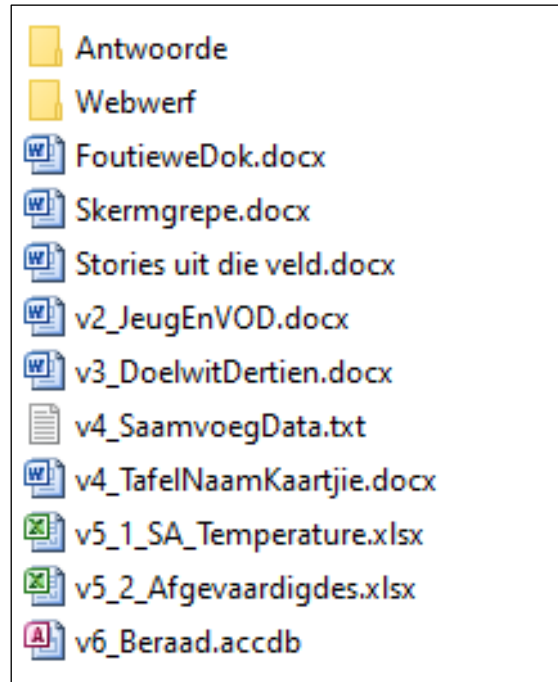 Antwoorde
Webwerf
FoutieweDok.docx
Skermgrepe.docx
Stories uit die veld.docx
v2_JeugEnVOD.docx
v3_DoelwitDertien.docx
v4_SaamvoegData.txt
v4_TafelNaamKaartjie.docx
v5_1_SA_Temperature.xlsx
v5_2_Afgevaardigdes.xlsx
v6_Beraad.accdb